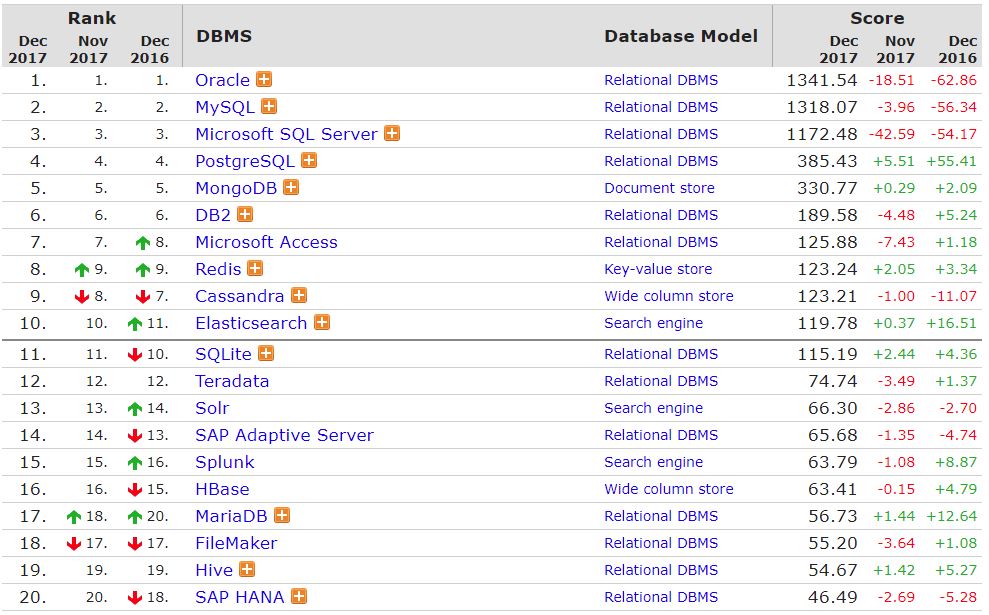 Rank Score
Dec Nov Dec DBMS Database Model Dec Nov Dec
2017 2017 2016 2017 2017 2016
1. 1. 1. Oracle Relational DBMS 1341.54 -18.51 -62.86
2. 2. 2. MySQL Relational DBMS 1318.07 -3.96 -56.34
3. 3. 3. Microsoft SQL Server Relational DBMS 1172.48 -42.59 -54.17
4. 4. 4. PostgreSQL Relational DBMS 385.43 +5.51 +55.41
5. 5. 5. MongoDB Document store 330.77 +0.29 +2.09
6. 6. 6. DB2 Relational DBMS 189.58 -4.48 +5.24
7. 7. 8. Microsoft Access Relational DBMS 125.88 -7.43 +1.18
8. 9. 9. Redis Key-value store 123.24 +2.05 +3.34
9. 8. 7. Cassandra Wide column store 123.21 -1.00 -11.07
10. 10. 11. Elasticsearch Search engine 119.78 +0.37 +16.51
11. 11. 10. SQLite Relational DBMS 115.19 +2.44 +4.36
12. 12. 12. Teradata Relational DBMS 74.74 -3.49 +1.37
13. 13. 14. Solr Search engine 66.30 -2.86 -2.70
14. 14. 13. SAP Adaptive Server Relational DBMS 65.68 -1.35 -4.74
15. 15. 16. Splunk Search engine 63.79 -1.08 +8.87
16. 16. 15. HBase Wide column store 63.41 -0.15 +4.79
17. 18. 20. MariaDB Relational DBMS 56.73 +1.44 +12.64
18. 17. 17. FileMaker Relational DBMS 55.20 -3.64 +1.08
19. 19. 19. Hive Relational DBMS 54.67 +1.42 +5.27
20. 20. 18. SAP HANA Relational DBMS 46.49 -2.69 -5.28